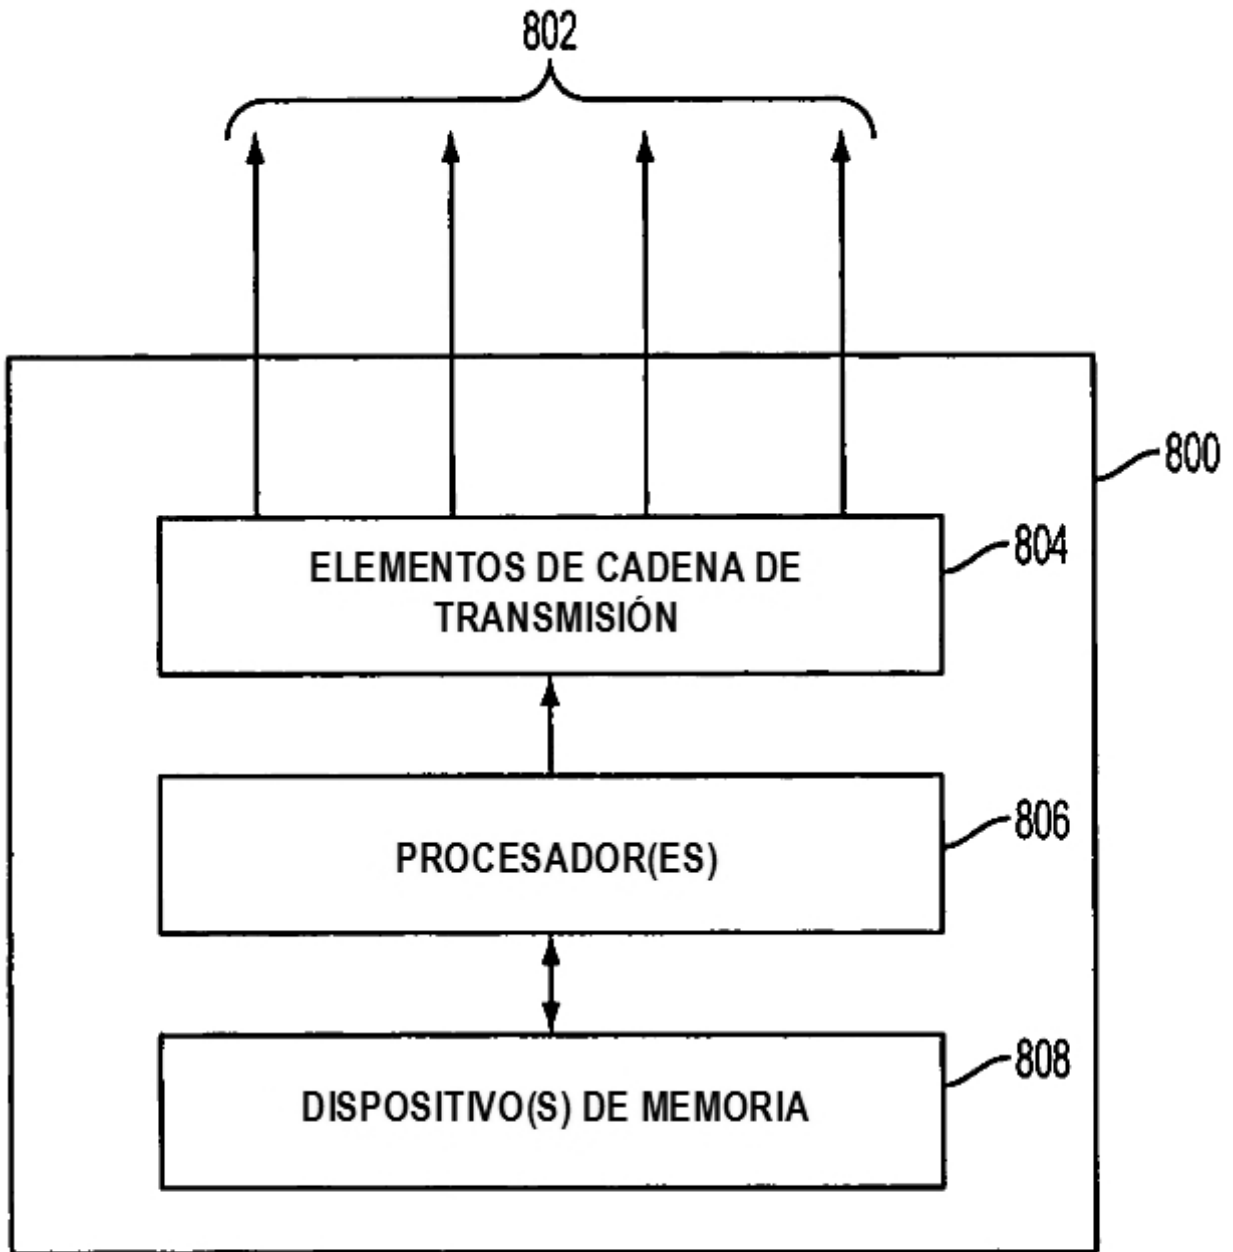 802
800
804
ELEMENTOS DE CADENA DE
TRANSMISIÓN
806
PROCESADOR(ES)
808
DISPOSITIVO(S) DE MEMORIA